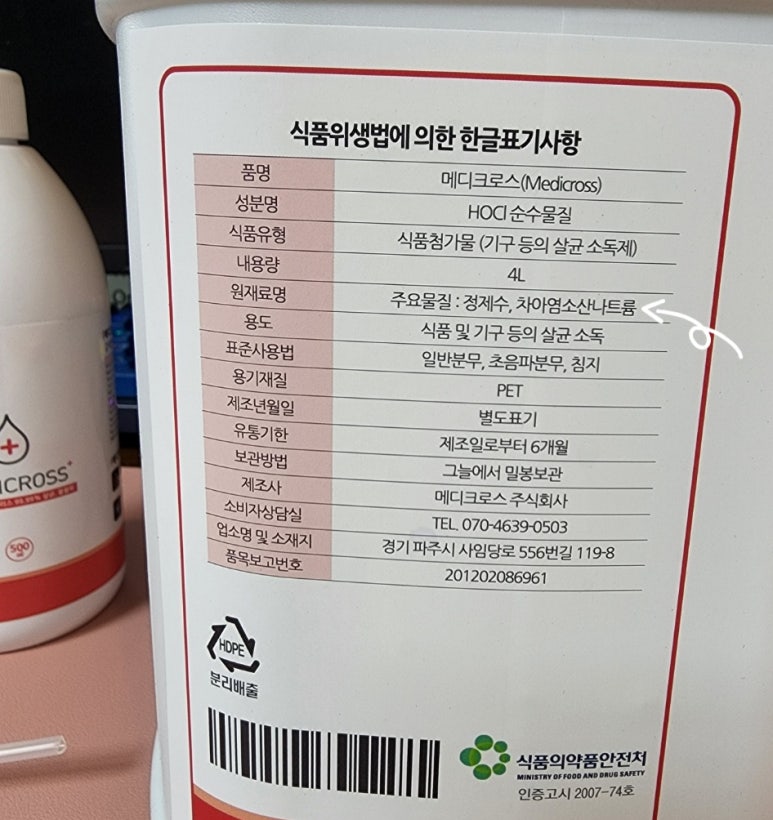 식품위생법에 의한 한글표기사항
품명 메디크로스(Medicross)
성분명 HOCl 순수물질
식품유형 식품첨가물 (기구 등의 살균 소독제)
내용량 4L
원재료명 주요물질 : 정제수, 차아염소산나트륨
용도 식품 및 기구 등의 살균 소독
표준사용법 일반분무, 초음파분무, 침지
용기재질 PET
제조년월일 별도표기
유통기한 제조일로부터 6개월
보관방법 그늘에서 밀봉보관
제조사 메디크로스 주식회사
소비자상담실 TEL. 070-4639-0503
업소명 및 소재지 경기 파주시 사임당로 556번길 119-8
품목보고번호 201202086961
HDPE
분리배출
식품의약품안전처
MINISTRY OF FOOD AND DRUG SAFETY
인증고시 2007-74호
ICROSS+
500